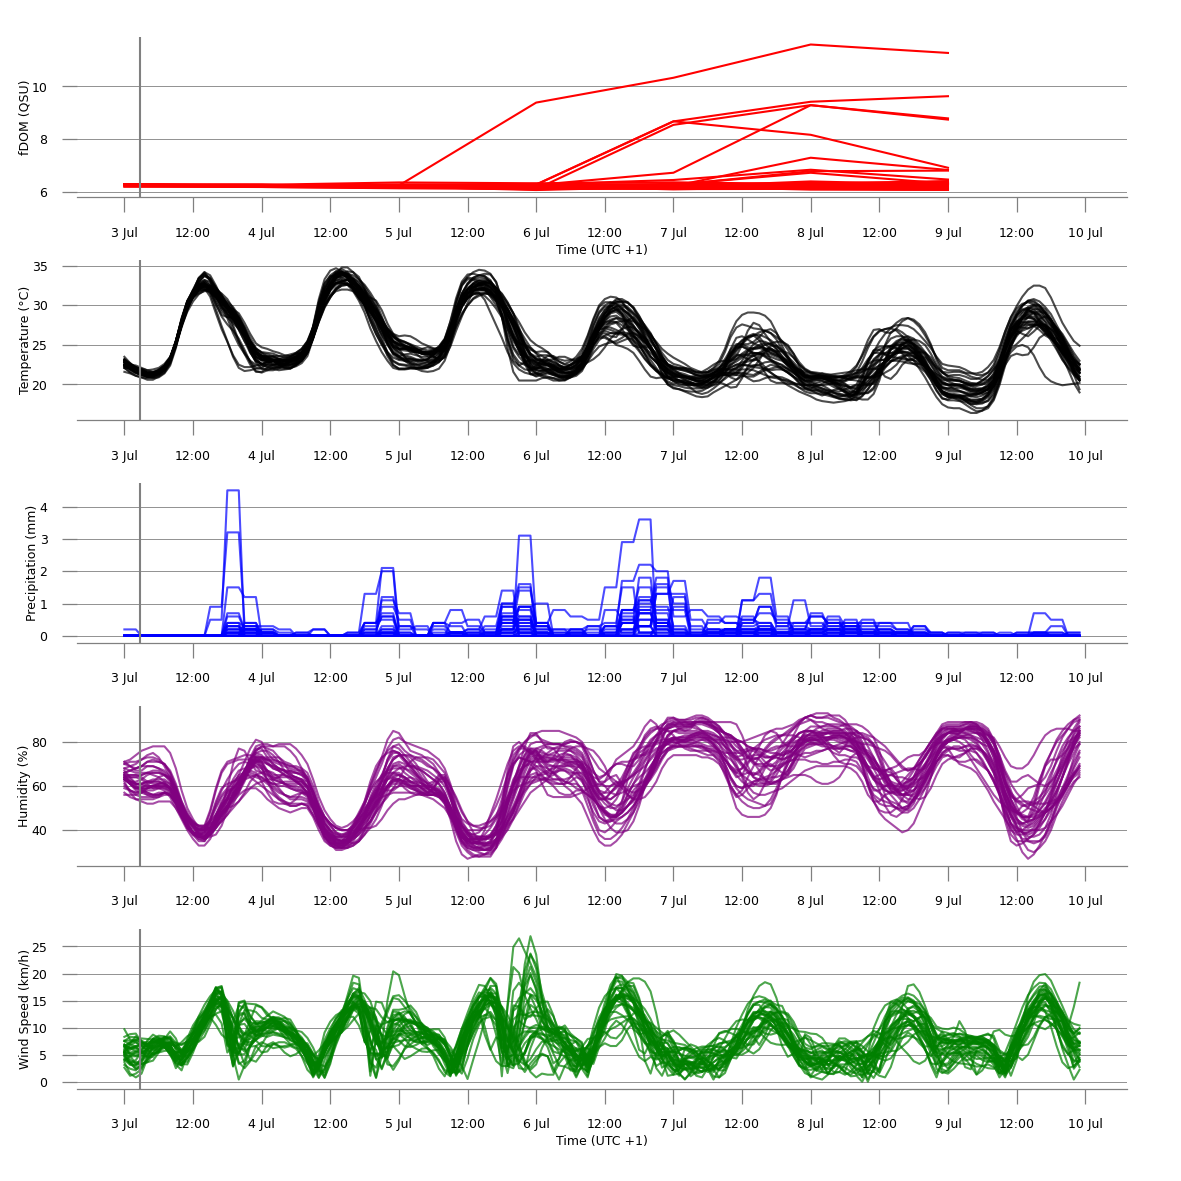 fDOM (QSU)
10
8
6
3 Jul 12:00 4 Jul 12:00 5 Jul 12:00 6 Jul 12:00 7 Jul 12:00 8 Jul 12:00 9 Jul 12:00 10 Jul
Time (UTC +1)
Temperature (°C)
35
30
25
20
3 Jul 12:00 4 Jul 12:00 5 Jul 12:00 6 Jul 12:00 7 Jul 12:00 8 Jul 12:00 9 Jul 12:00 10 Jul
Precipitation (mm)
4
3
2
1
0
3 Jul 12:00 4 Jul 12:00 5 Jul 12:00 6 Jul 12:00 7 Jul 12:00 8 Jul 12:00 9 Jul 12:00 10 Jul
Humidity (%)
80
60
40
3 Jul 12:00 4 Jul 12:00 5 Jul 12:00 6 Jul 12:00 7 Jul 12:00 8 Jul 12:00 9 Jul 12:00 10 Jul
Wind Speed (km/h)
25
20
15
10
5
0
3 Jul 12:00 4 Jul 12:00 5 Jul 12:00 6 Jul 12:00 7 Jul 12:00 8 Jul 12:00 9 Jul 12:00 10 Jul
Time (UTC +1)